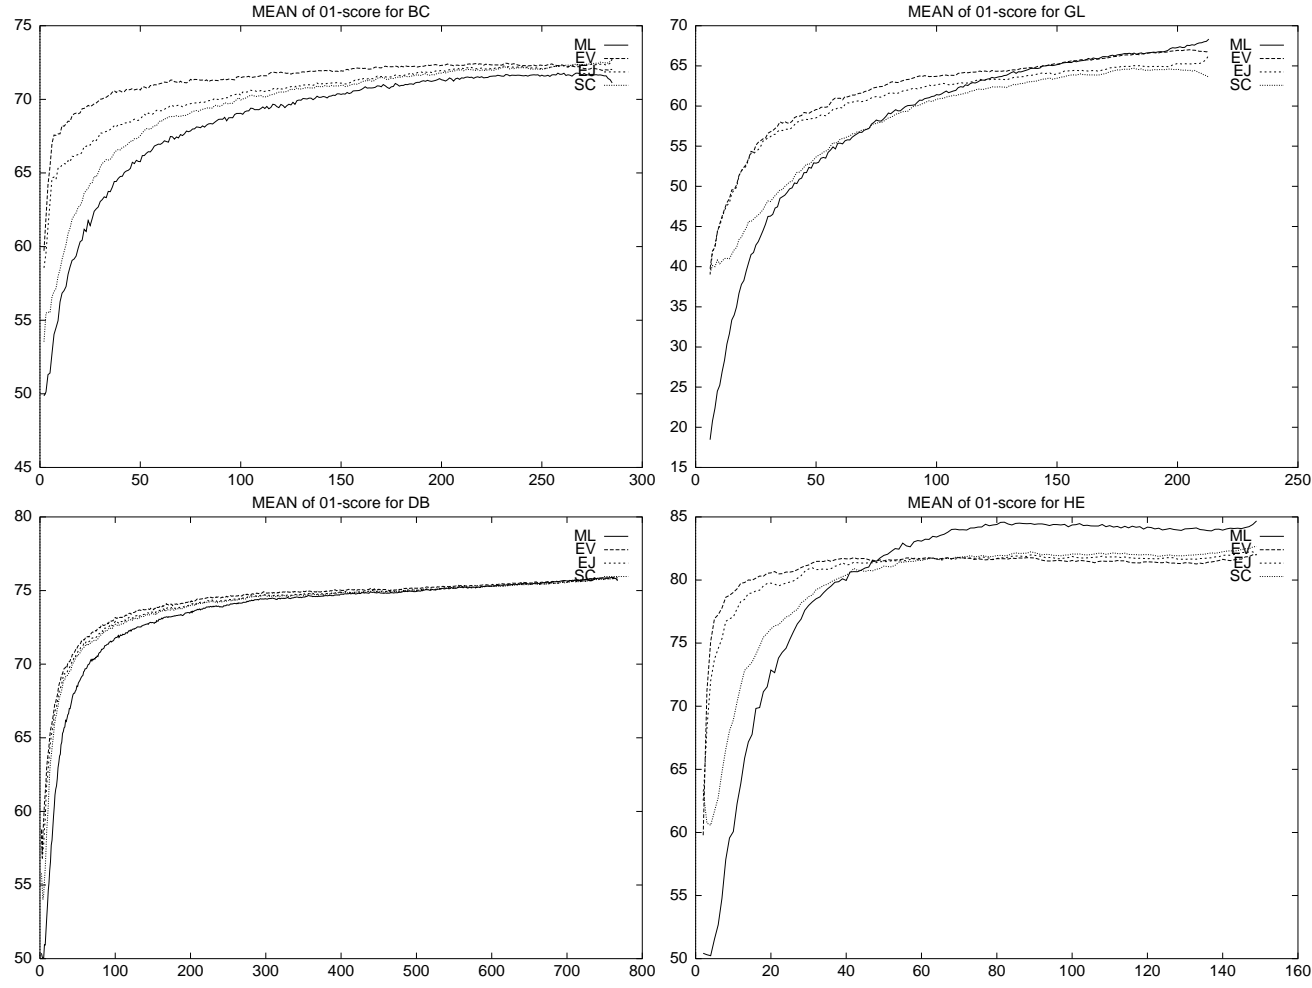 MEAN of 01-score for BC
75
70
65
60
55
50
45
0 50 100 150 200 250 300
ML
EV
EJ
SC
MEAN of 01-score for GL
70
65
60
55
50
45
40
35
30
25
20
15
0 50 100 150 200 250
ML
EV
EJ
SC
MEAN of 01-score for DB
80
75
70
65
60
55
50
0 100 200 300 400 500 600 700 800
ML
EV
EJ
SC
MEAN of 01-score for HE
85
80
75
70
65
60
55
50
0 20 40 60 80 100 120 140 160
ML
EV
EJ
SC